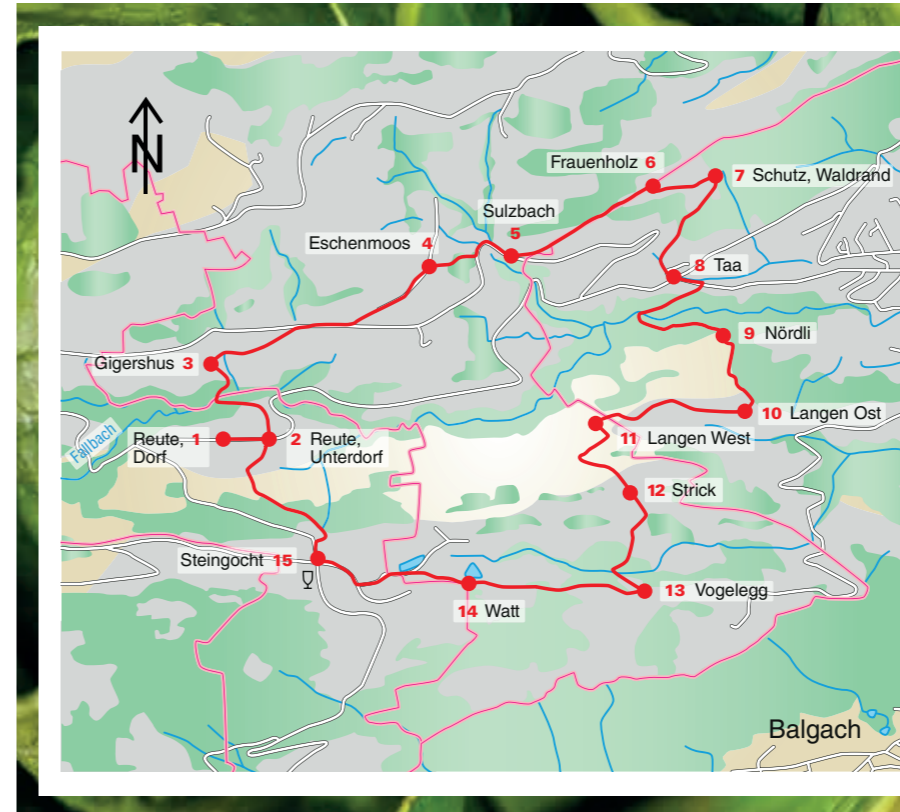 N
Frauenholz 6
7 Schutz, Waldrand
Sulzbach
5
Eschenmoos 4
8 Taa
9 Nördli
Gigershus 3
10 Langen Ost
Fallbach
Reute, 1
Dorf
2 Reute,
Unterdorf
11 Langen West
12 Strick
Steingocht 15
13 Vogelegg
14 Watt
Balgach